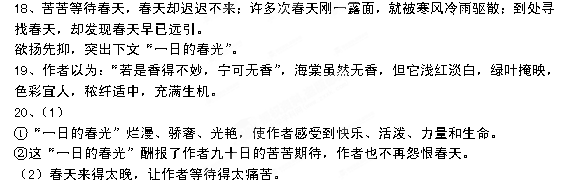 18、苦苦等待春天，春天却迟迟不来；许多次春天刚一露面，就被寒风冷雨驱散；到处寻
找春天，却发现春天早已远引。
欲扬先抑，突出下文“一日的春光”。
19、作者以为：“若是香得不妙，宁可无香”，海棠虽然无香，但它浅红淡白，绿叶掩映，
色彩宜人，秾纤适中，充满生机。
20、（1）
①“一日的春光”烂漫、骄奢、光艳，使作者感受到快乐、活泼、力量和生命。
②这“一日的春光”酬报了作者九十日的苦苦期待，作者也不再怨恨春天。
（2）春天来得太晚，让作者等待得太痛苦。